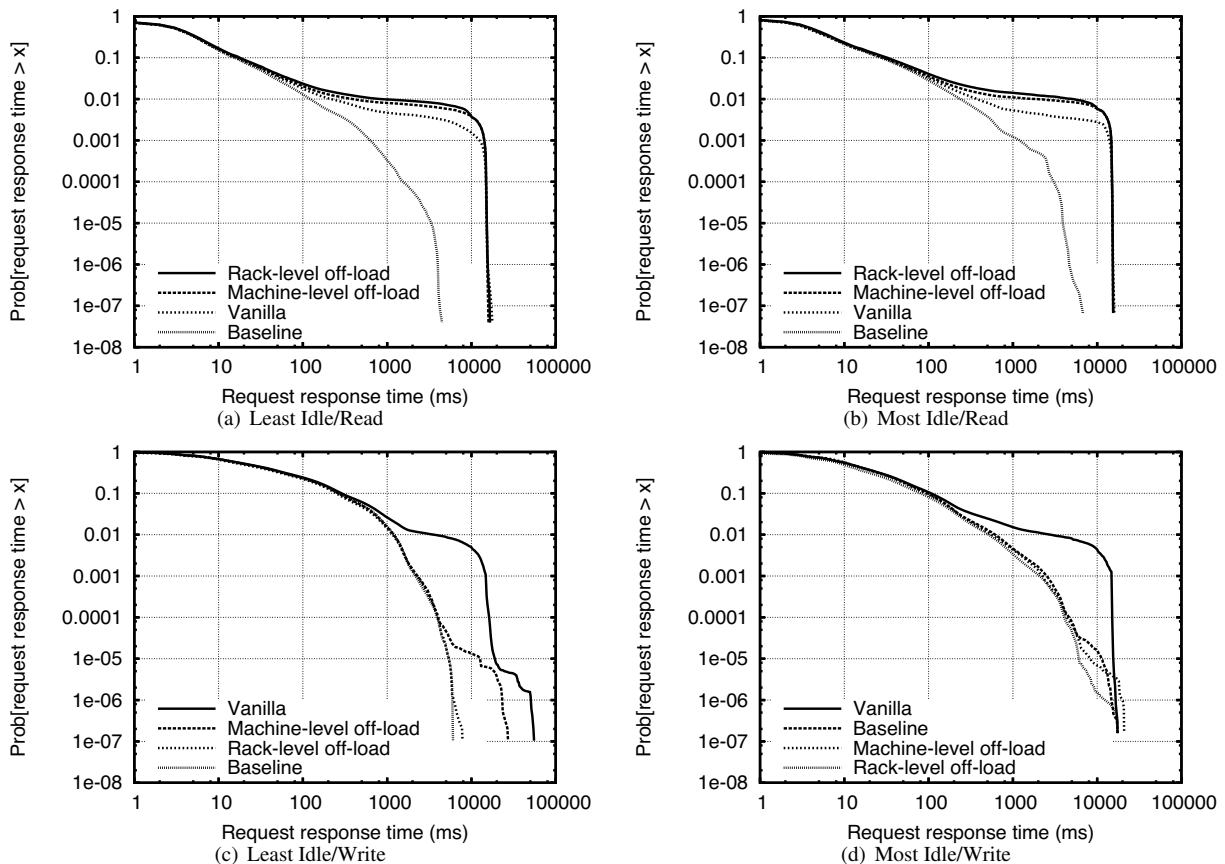 Prob[request response time > x]
1
0.1
0.01
0.001
0.0001
1e-05
1e-06
1e-07
1e-08
Rack-level off-load
Machine-level off-load
Vanilla
Baseline
1 10 100 1000 10000 100000
Request response time (ms)
(a) Least Idle/Read
Prob[request response time > x]
1
0.1
0.01
0.001
0.0001
1e-05
1e-06
1e-07
1e-08
Rack-level off-load
Machine-level off-load
Vanilla
Baseline
1 10 100 1000 10000 100000
Request response time (ms)
(b) Most Idle/Read
Prob[request response time > x]
1
0.1
0.01
0.001
0.0001
1e-05
1e-06
1e-07
1e-08
Vanilla
Machine-level off-load
Rack-level off-load
Baseline
1 10 100 1000 10000 100000
Request response time (ms)
(c) Least Idle/Write
Prob[request response time > x]
1
0.1
0.01
0.001
0.0001
1e-05
1e-06
1e-07
1e-08
Vanilla
Baseline
Machine-level off-load
Rack-level off-load
1 10 100 1000 10000 100000
Request response time (ms)
(d) Most Idle/Write